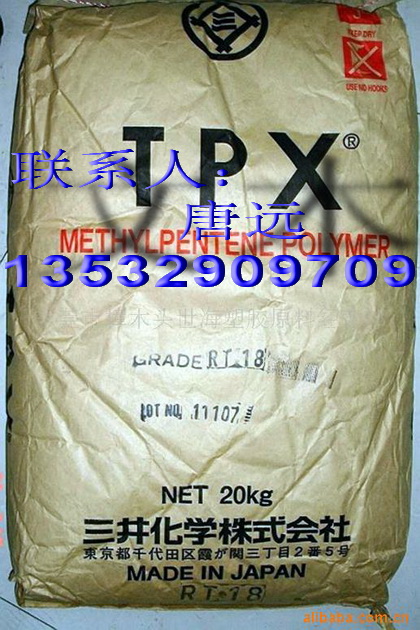 三
KEEP DRY
USE NO HOOKS
TPX®
联系人:
唐远
METHYLPENTENE POLYMER
13532909709
GRADE RT-18
LOT NO. 11107
NET 20kg
三井化学株式会社
東京都千代田区霞が関三丁目2番5号
MADE IN JAPAN
RT-18
alibaba.com.cn